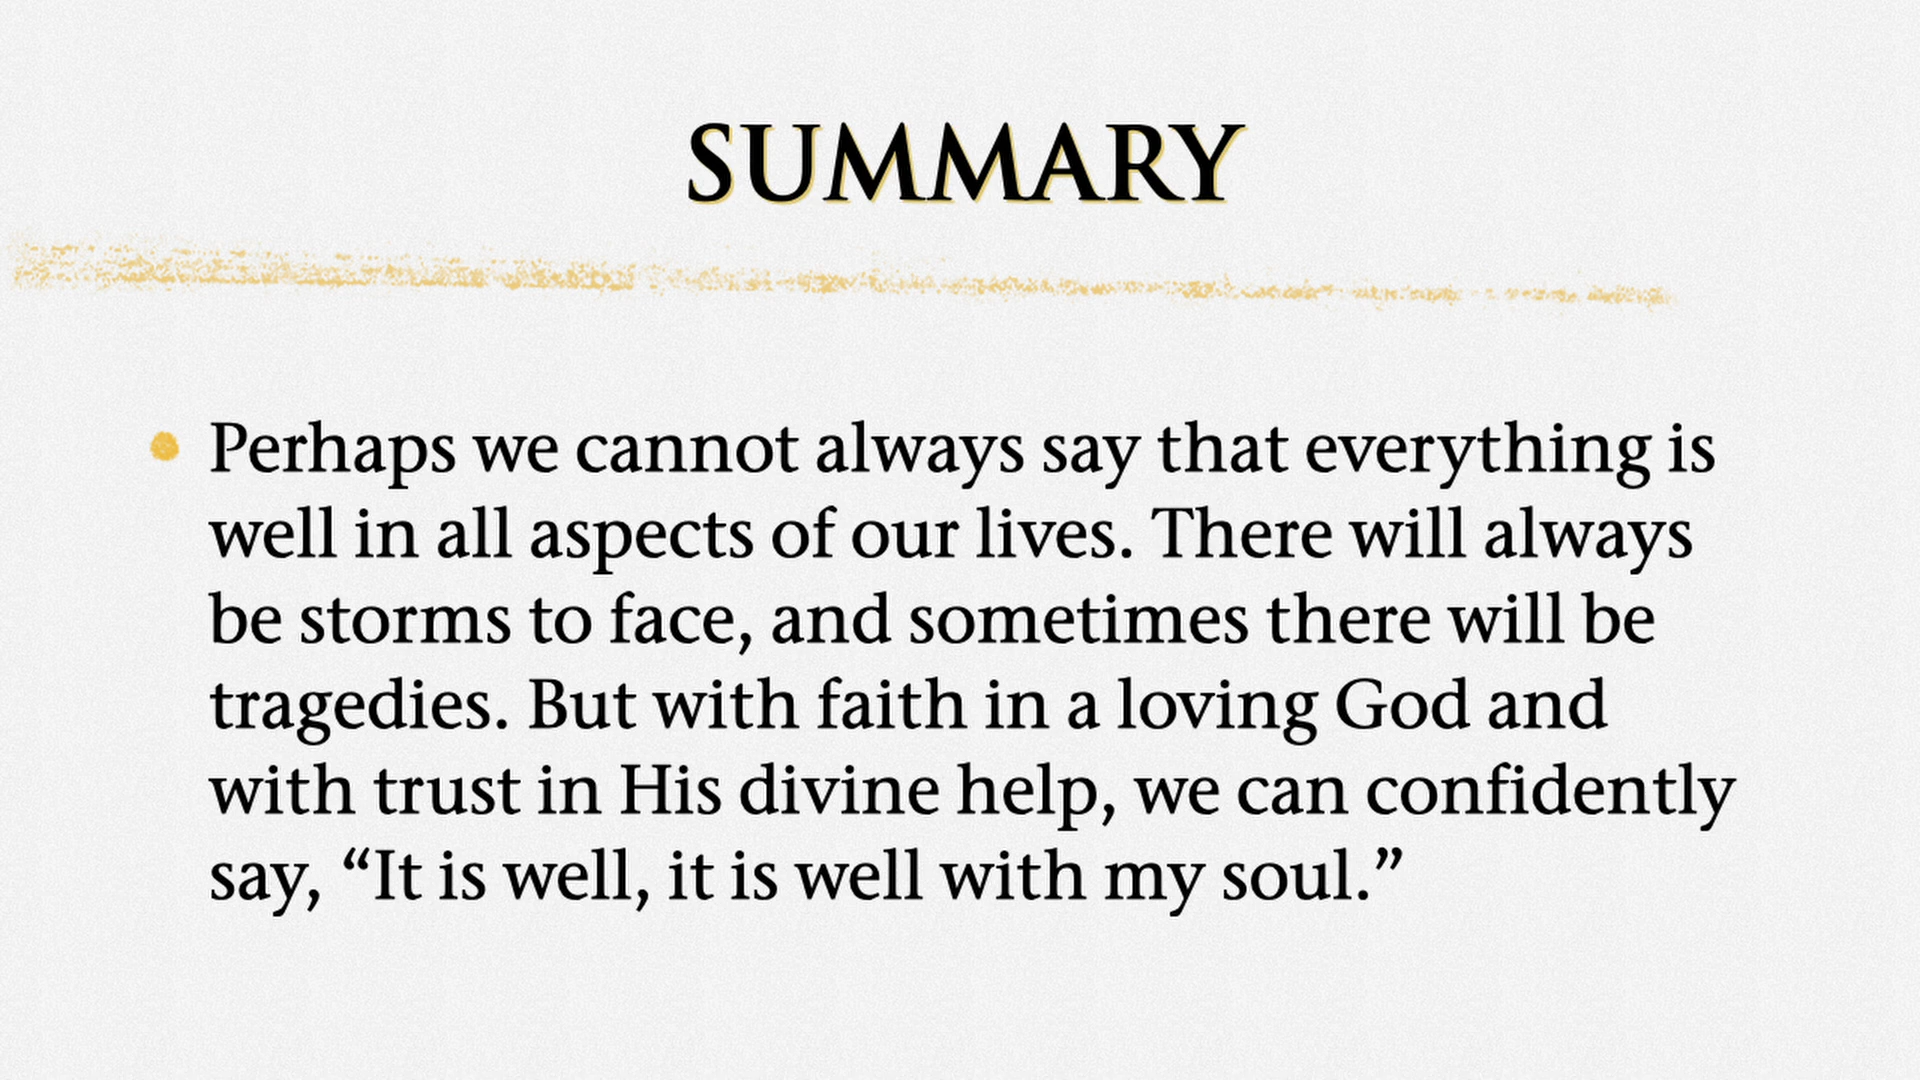 SUMMARY
Perhaps we cannot always say that everything is
well in all aspects of our lives. There will always
be storms to face, and sometimes there will be
tragedies. But with faith in a loving God and
with trust in His divine help, we can confidently
say, “It is well, it is well with my soul.”